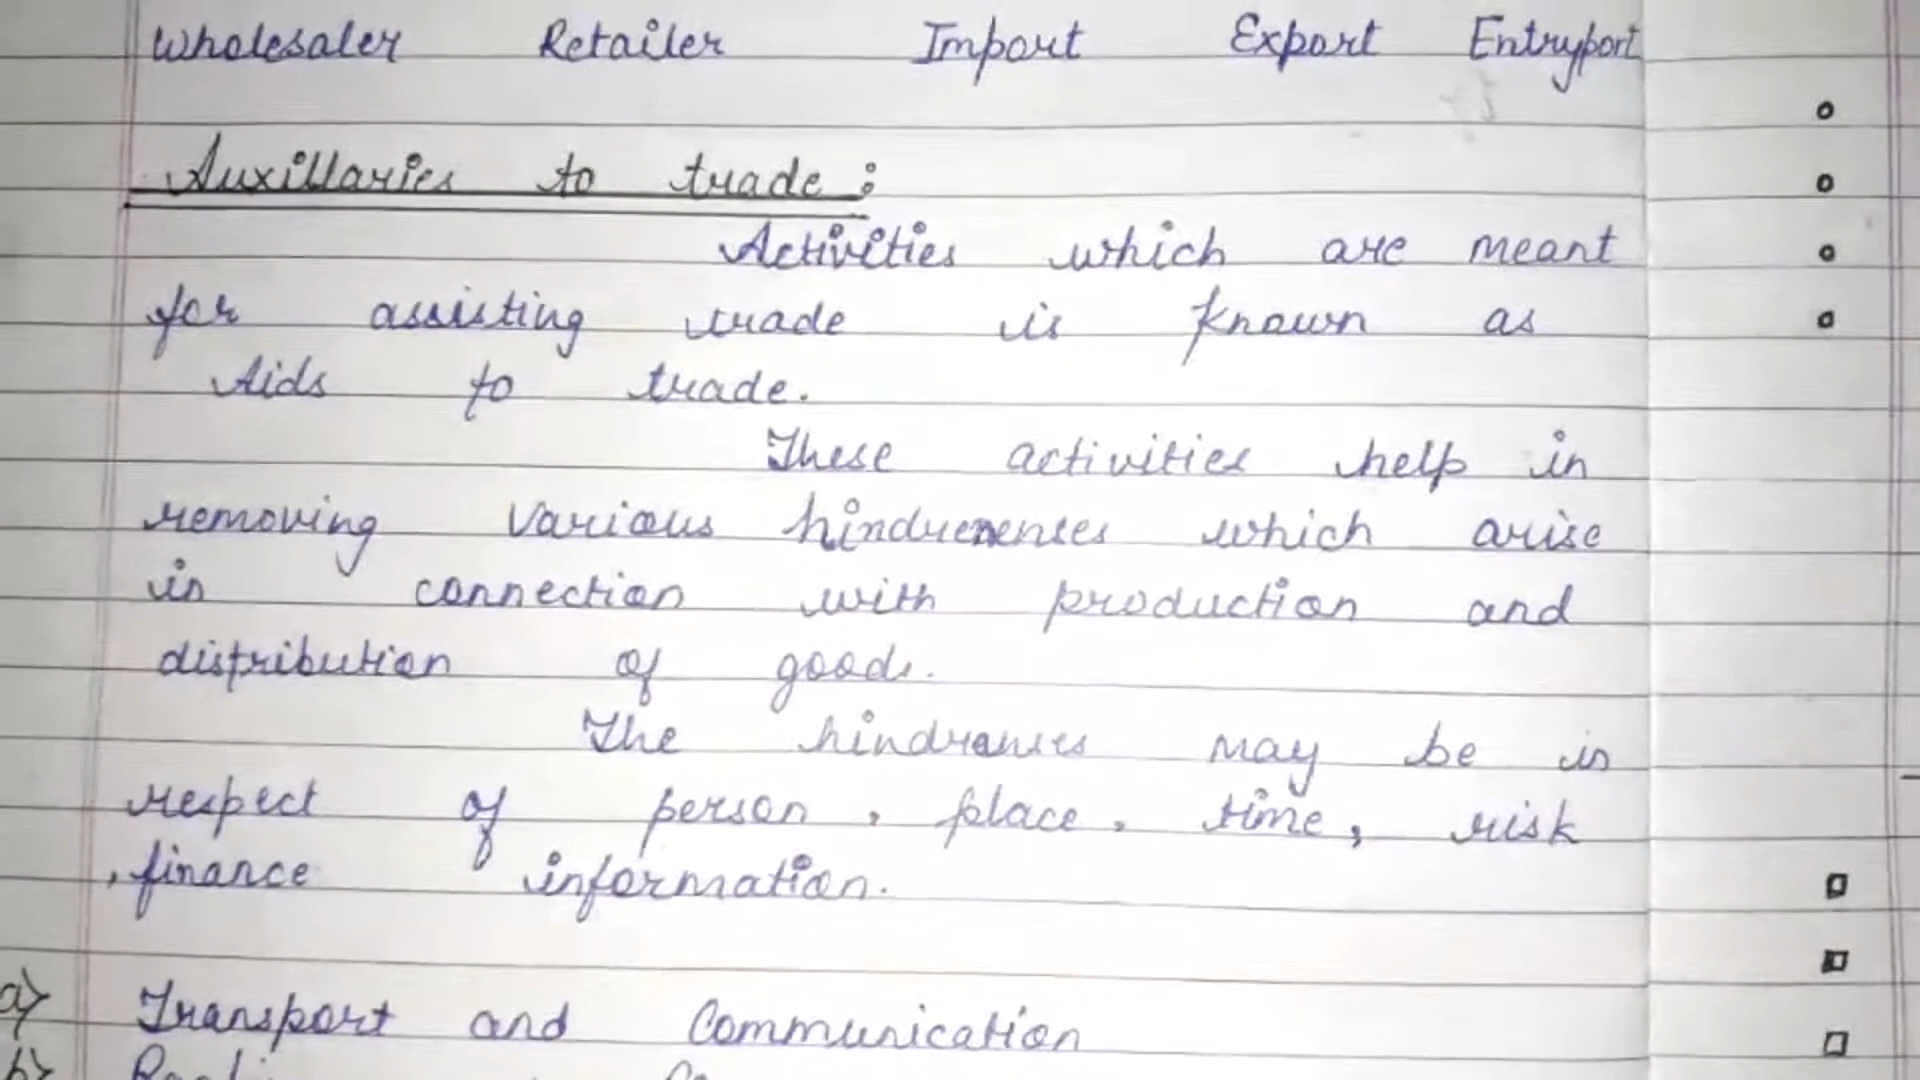 Wholesaler Retailer Import Export Entryport
Auxillaries to trade :
Activities which are meant
for assisting trade is known as
Aids to trade.
These activities help in
removing various hindrenenses which arise
in connection with production and
distribution of goods.
The hindranses may be in
respect of person, place, time, risk
, finance information.
a) Transport and Communication
b)